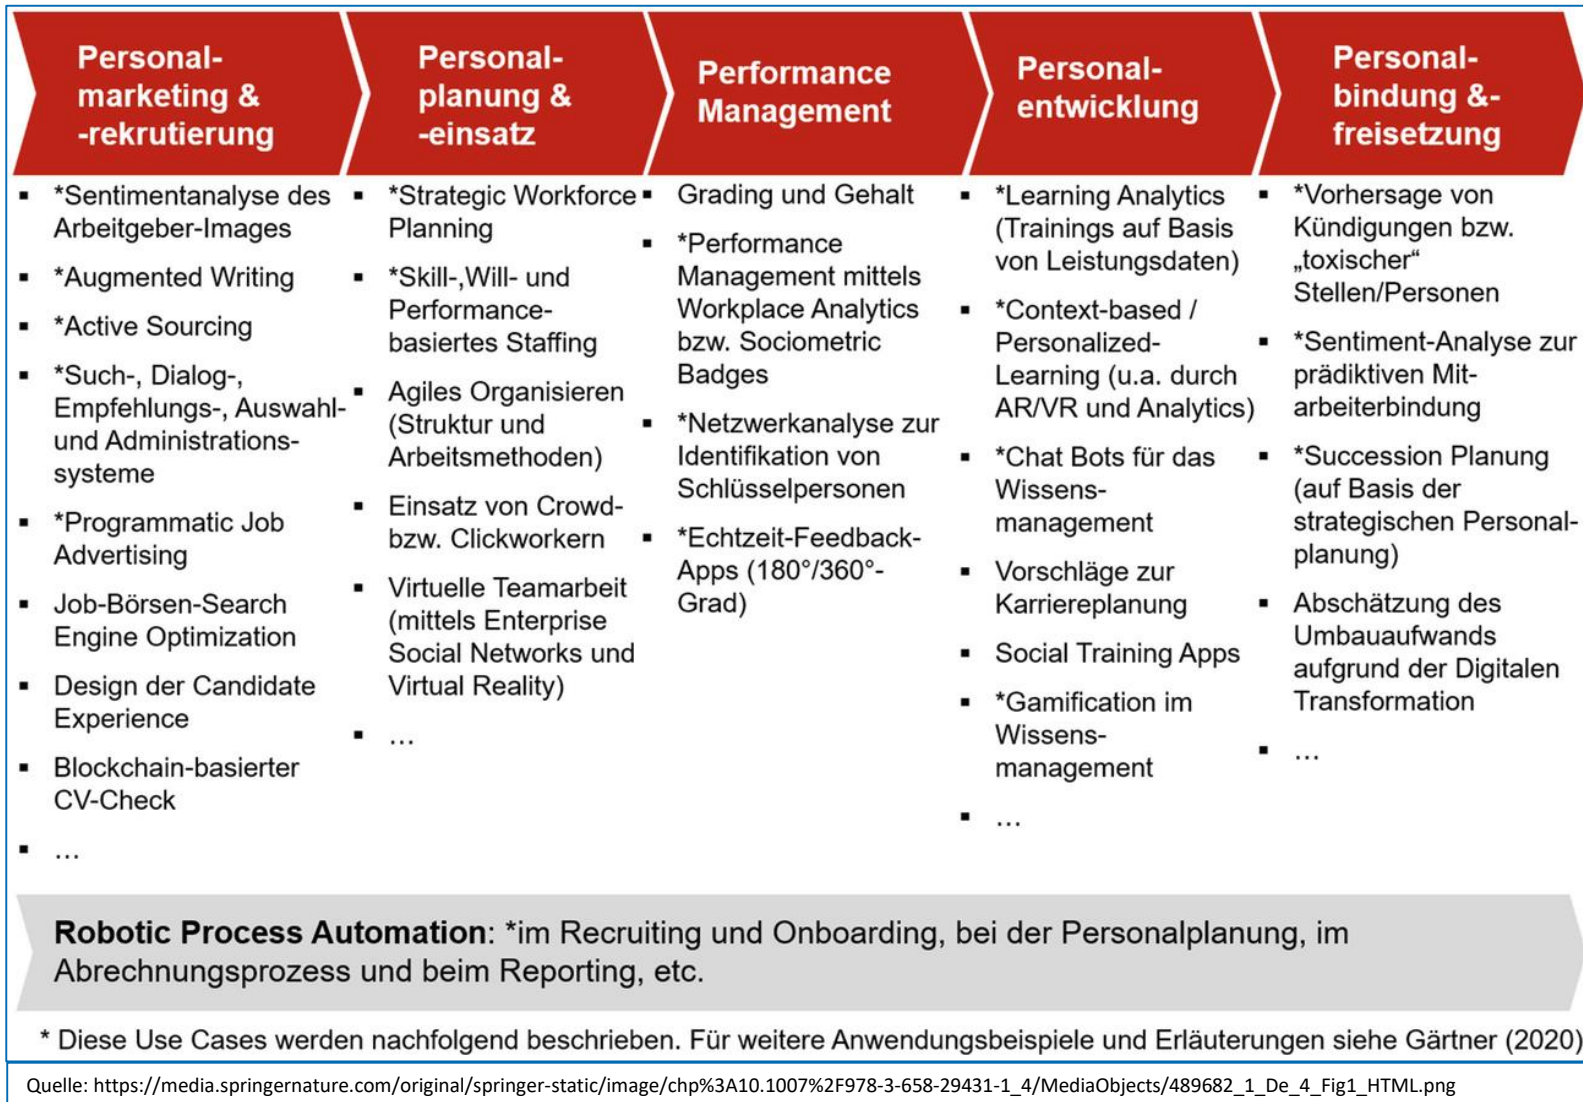 Personal-
marketing &
-rekrutierung
▪ *Sentimentanalyse des
Arbeitgeber-Images
▪ *Augmented Writing
▪ *Active Sourcing
▪ *Such-, Dialog-,
Empfehlungs-, Auswahl-
und Administrations-
systeme
▪ *Programmatic Job
Advertising
▪ Job-Börsen-Search
Engine Optimization
▪ Design der Candidate
Experience
▪ Blockchain-basierter
CV-Check
▪ …
Personal-
planung &
-einsatz
▪ *Strategic Workforce
Planning
▪ *Skill-,Will- und
Performance-
basiertes Staffing
▪ Agiles Organisieren
(Struktur und
Arbeitsmethoden)
▪ Einsatz von Crowd-
bzw. Clickworkern
▪ Virtuelle Teamarbeit
(mittels Enterprise
Social Networks und
Virtual Reality)
▪ …
Performance
Management
▪ Grading und Gehalt
▪ *Performance
Management mittels
Workplace Analytics
bzw. Sociometric
Badges
▪ *Netzwerkanalyse zur
Identifikation von
Schlüsselpersonen
▪ *Echtzeit-Feedback-
Apps (180°/360°-
Grad)
Personal-
entwicklung
▪ *Learning Analytics
(Trainings auf Basis
von Leistungsdaten)
▪ *Context-based /
Personalized-
Learning (u.a. durch
AR/VR und Analytics)
▪ *Chat Bots für das
Wissens-
management
▪ Vorschläge zur
Karriereplanung
▪ Social Training Apps
▪ *Gamification im
Wissens-
management
▪ …
Personal-
bindung &-
freisetzung
▪ *Vorhersage von
Kündigungen bzw.
„toxischer“
Stellen/Personen
▪ *Sentiment-Analyse zur
prädiktiven Mit-
arbeiterbindung
▪ *Succession Planung
(auf Basis der
strategischen Personal-
planung)
▪ Abschätzung des
Umbauaufwands
aufgrund der Digitalen
Transformation
▪ …
Robotic Process Automation: *im Recruiting und Onboarding, bei der Personalplanung, im
Abrechnungsprozess und beim Reporting, etc.
* Diese Use Cases werden nachfolgend beschrieben. Für weitere Anwendungsbeispiele und Erläuterungen siehe Gärtner (2020)
Quelle: https://media.springernature.com/original/springer-static/image/chp%3A10.1007%2F978-3-658-29431-1_4/MediaObjects/489682_1_De_4_Fig1_HTML.png